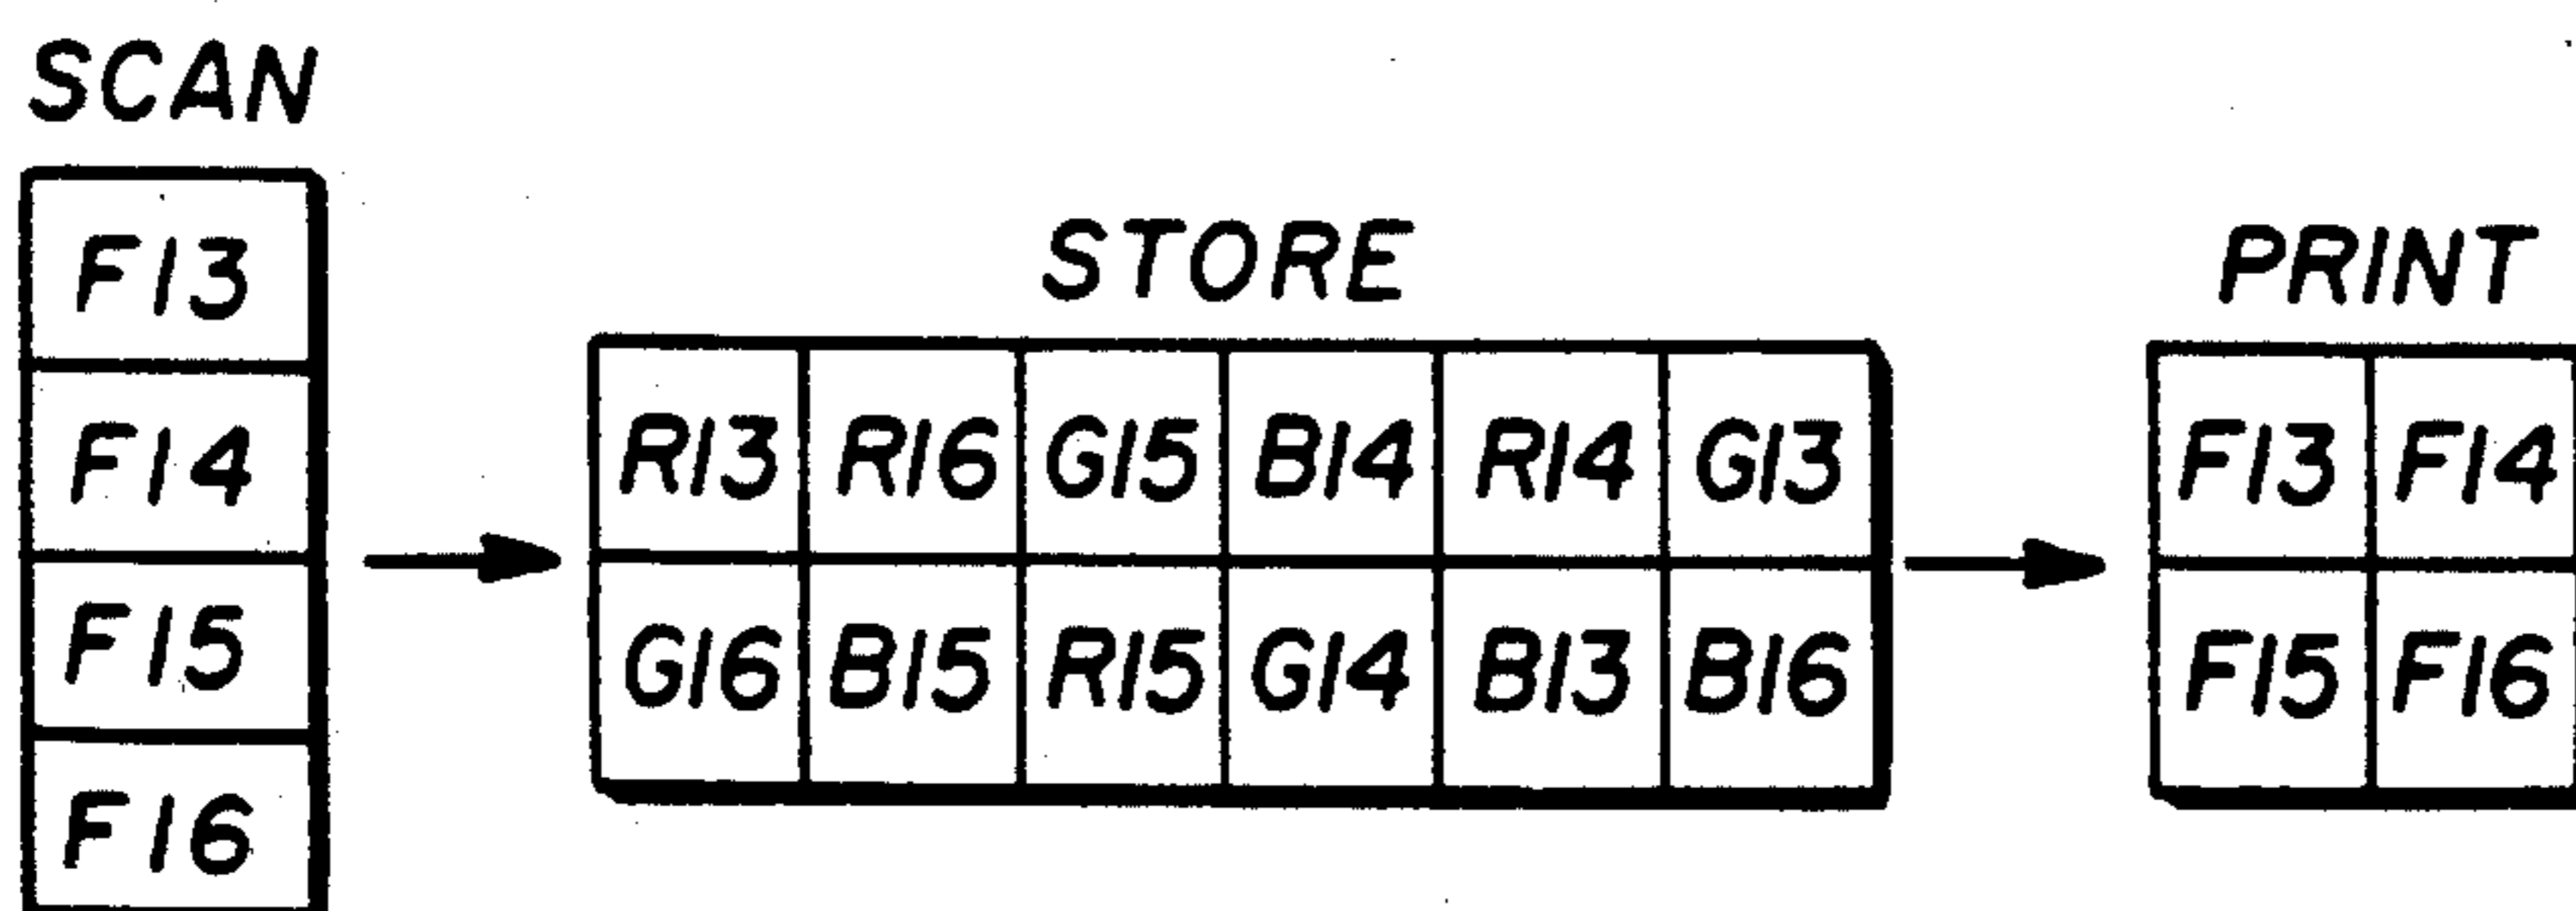 SCAN
F13
F14
F15
F16
STORE
R13 R16 G15 B14 R14 G13
G16 B15 R15 G14 B13 B16
PRINT
F13 F14
F15 F16